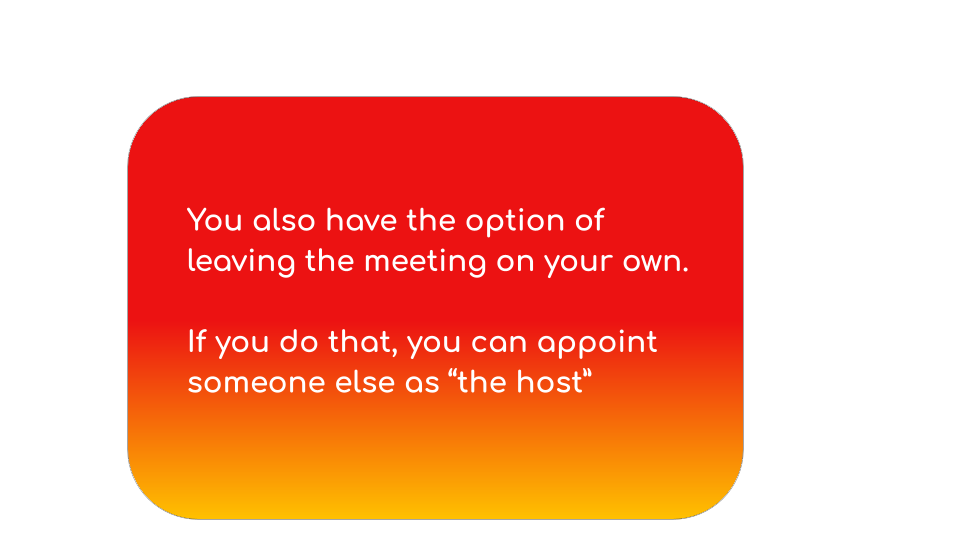 You also have the option of
leaving the meeting on your own.
If you do that, you can appoint
someone else as “the host”